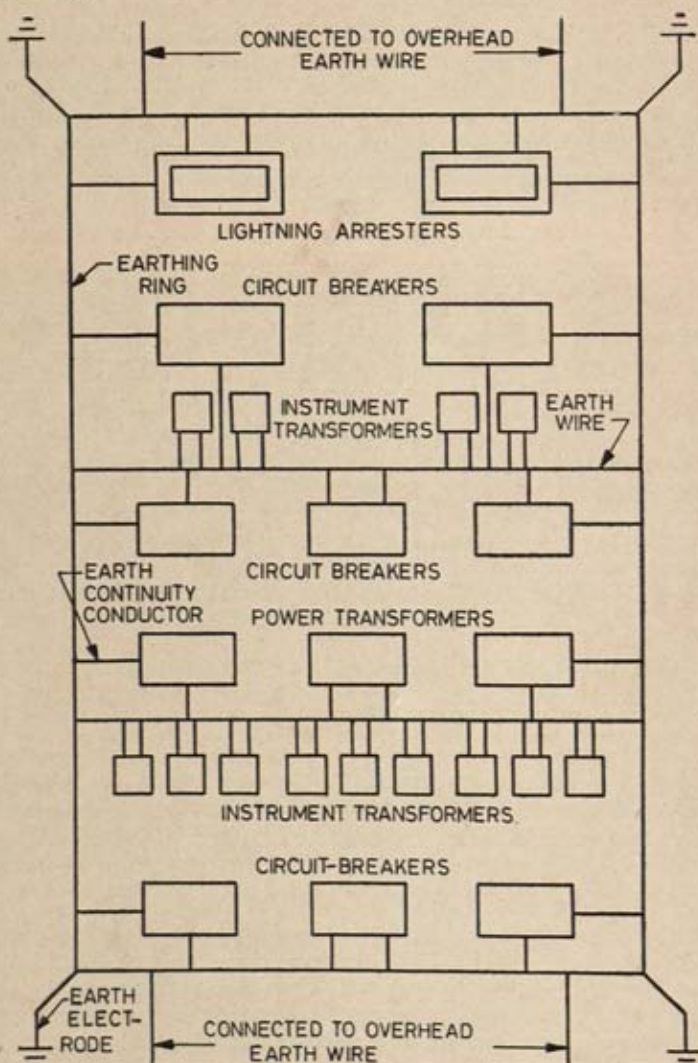 CONNECTED TO OVERHEAD
EARTH WIRE
LIGHTNING ARRESTERS
EARTHING
RING
CIRCUIT BREAKERS
INSTRUMENT
TRANSFORMERS
EARTH
WIRE
CIRCUIT BREAKERS
EARTH
CONTINUITY
CONDUCTOR
POWER TRANSFORMERS
INSTRUMENT TRANSFORMERS.
CIRCUIT-BREAKERS
EARTH
ELECT-
RODE
CONNECTED TO OVERHEAD
EARTH WIRE